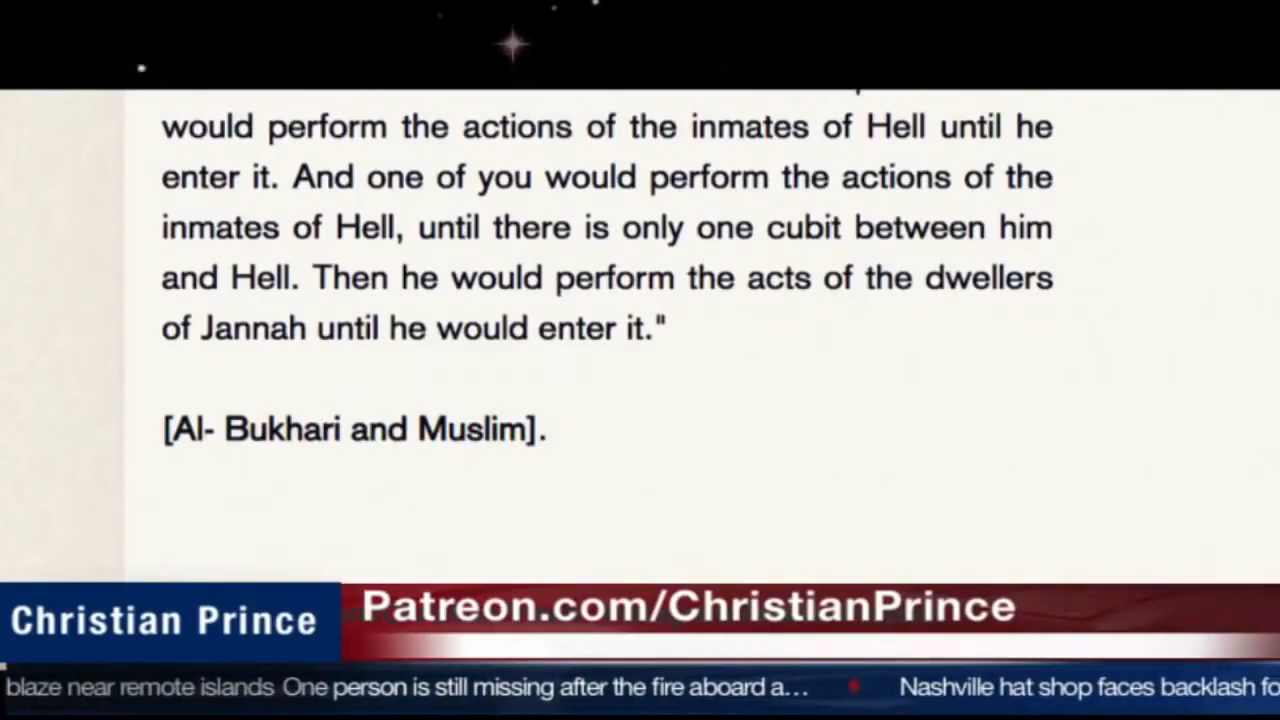 would perform the actions of the inmates of Hell until he
enter it. And one of you would perform the actions of the
inmates of Hell, until there is only one cubit between him
and Hell. Then he would perform the acts of the dwellers
of Jannah until he would enter it."
[Al- Bukhari and Muslim].
Christian Prince
Patreon.com/ChristianPrince
blaze near remote islands One person is still missing after the fire aboard a... Nashville hat shop faces backlash fo